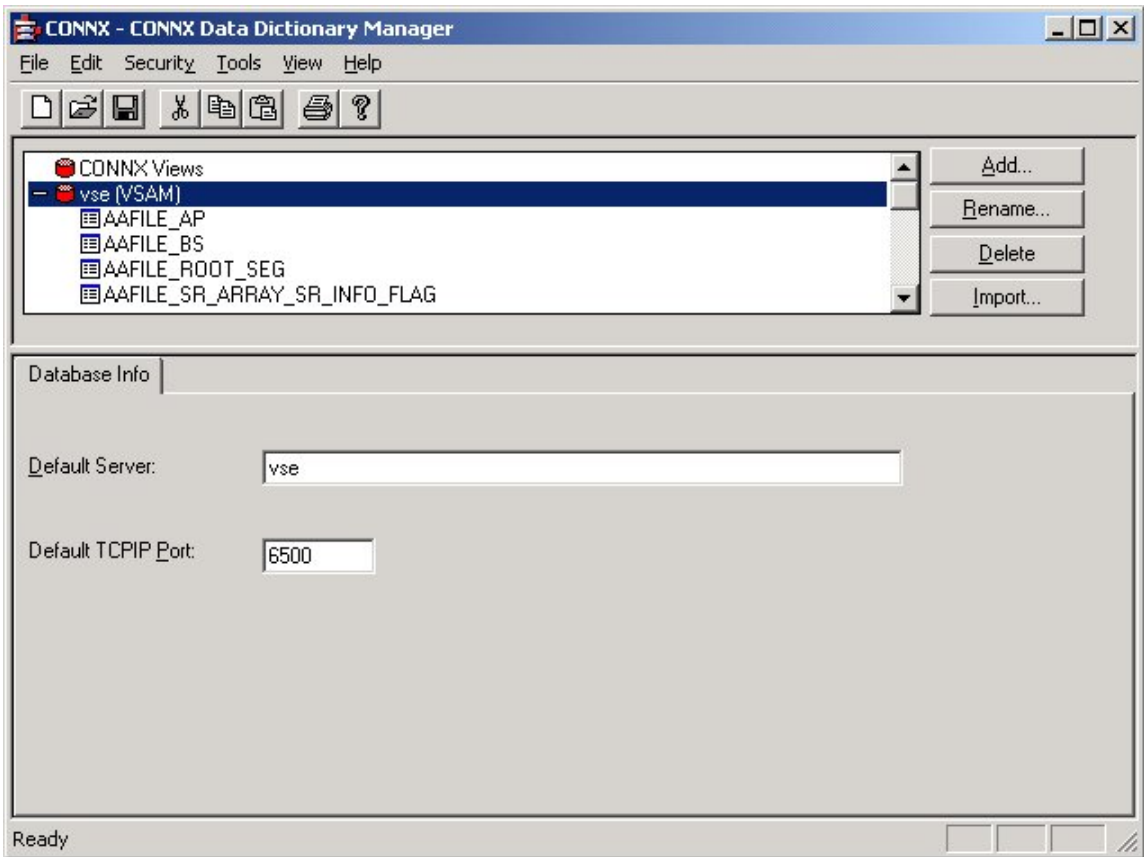 CONNX - CONNX Data Dictionary Manager
File Edit Security Tools View Help
CONNX Views
vse (VSAM)
AAFILE_AP
AAFILE_BS
AAFILE_ROOT_SEG
AAFILE_SR_ARRAY_SR_INFO_FLAG
Add...
Rename...
Delete
Import...
Database Info
Default Server: vse
Default TCPIP Port: 6500
Ready